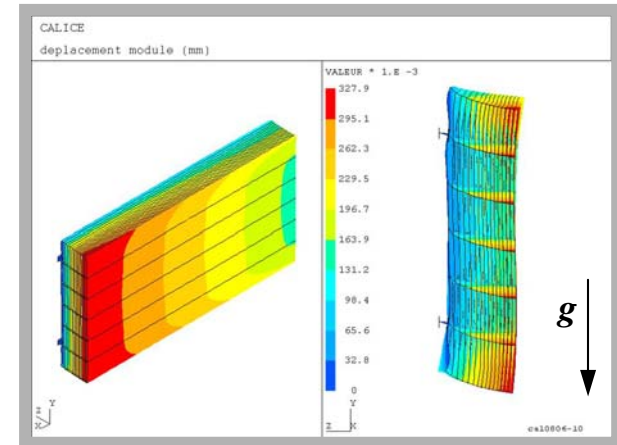 CALICE
deplacement module (mm)
VALEUR * 1.E -3
327.9
295.1
262.3
229.5
196.7
163.9
131.2
98.4
65.6
32.8
0
g
Y
Z
X
Y
Z X
ca10806-10